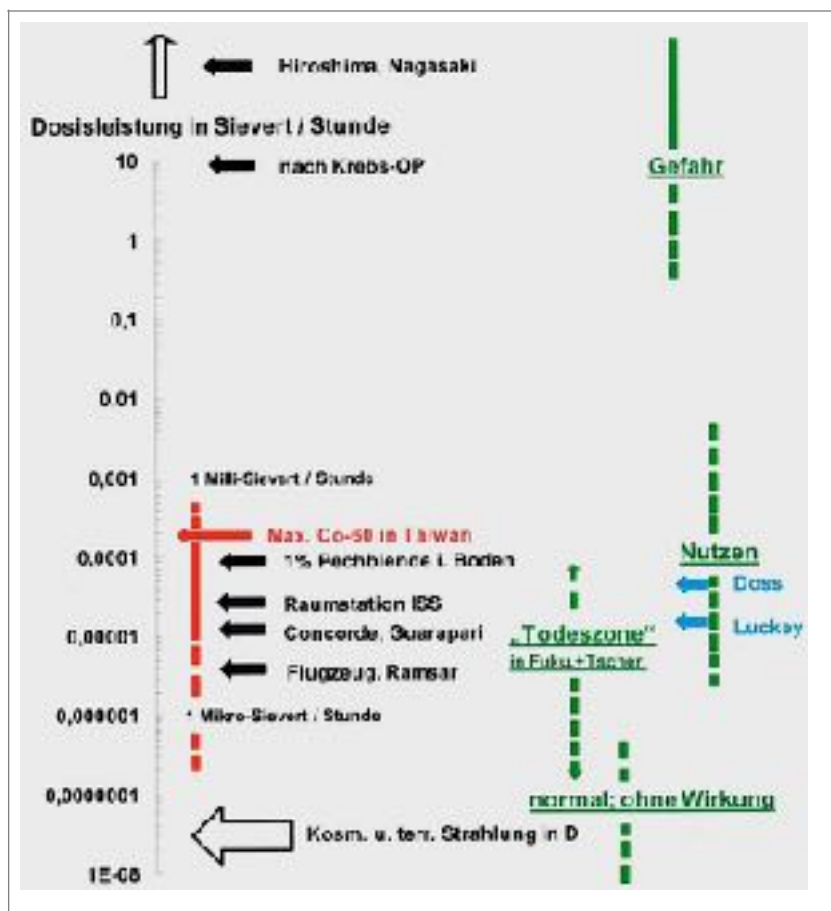 Hiroshima, Nagasaki
Dosisleistung in Sievert / Stunde
10
nach Krebs-OP
Gefahr
1
0,1
0.01
0,001
1 Milli-Sievert / Stunde
Max. Co-60 in Taiwan
0.0001
1% Pechblende i. Boden
Nutzen
Doss
Raumstation ISS
0,00001
Concorde, Guarapari
„Todeszone“
Luckey
in Fuku.+Tscher.
Flugzeug, Ramsar
0,000001
1 Mikro-Sievert / Stunde
0,0000001
normal; ohne Wirkung
Kosm. u. terr. Strahlung in D
1E-08